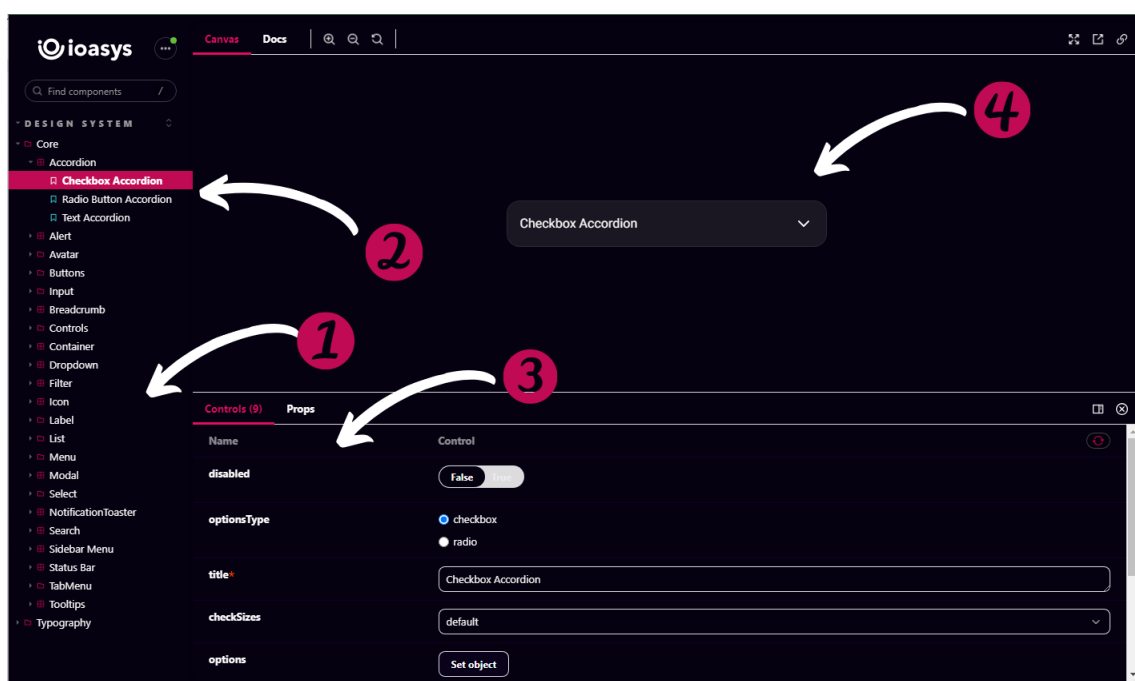 ioasys
Canvas Docs
Find components /
DESIGN SYSTEM
Core
Accordion
Checkbox Accordion
Radio Button Accordion
Text Accordion
Alert
Avatar
Buttons
Input
Breadcrumb
Controls
Container
Dropdown
Filter
Icon
Label
List
Menu
Modal
Select
NotificationToaster
Search
Sidebar Menu
Status Bar
TabMenu
Tooltips
Typography
4
Checkbox Accordion
2
1
3
Controls (9) Props
Name Control
disabled False True
optionsType checkbox
radio
title* Checkbox Accordion
checkSizes default
options Set object